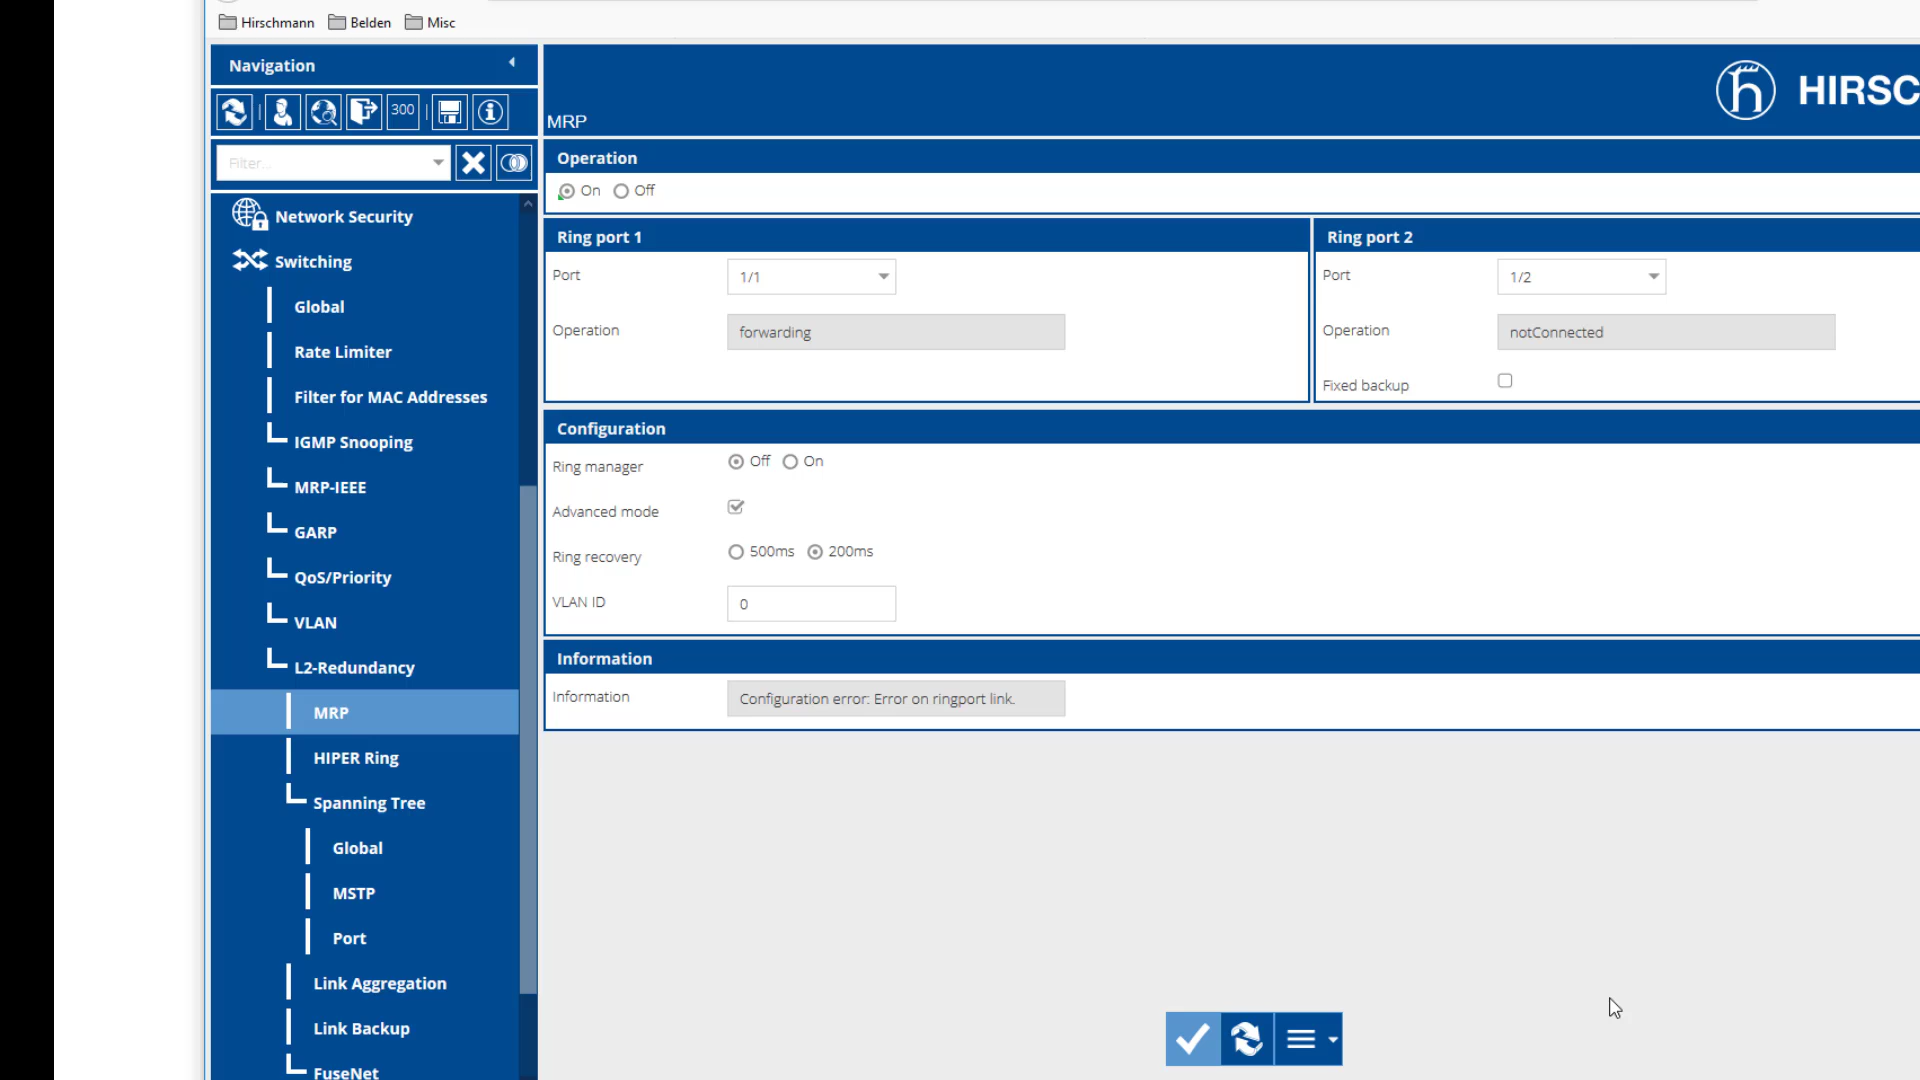 Hirschmann Belden Misc
Navigation
300
Filter...
Network Security
Switching
Global
Rate Limiter
Filter for MAC Addresses
IGMP Snooping
MRP-IEEE
GARP
QoS/Priority
VLAN
L2-Redundancy
MRP
HIPER Ring
Spanning Tree
Global
MSTP
Port
Link Aggregation
Link Backup
FuseNet
HIRSC
MRP
Operation
On Off
Ring port 1
Port 1/1
Operation forwarding
Ring port 2
Port 1/2
Operation notConnected
Fixed backup
Configuration
Ring manager Off On
Advanced mode
Ring recovery 500ms 200ms
VLAN ID 0
Information
Information Configuration error: Error on ringport link.